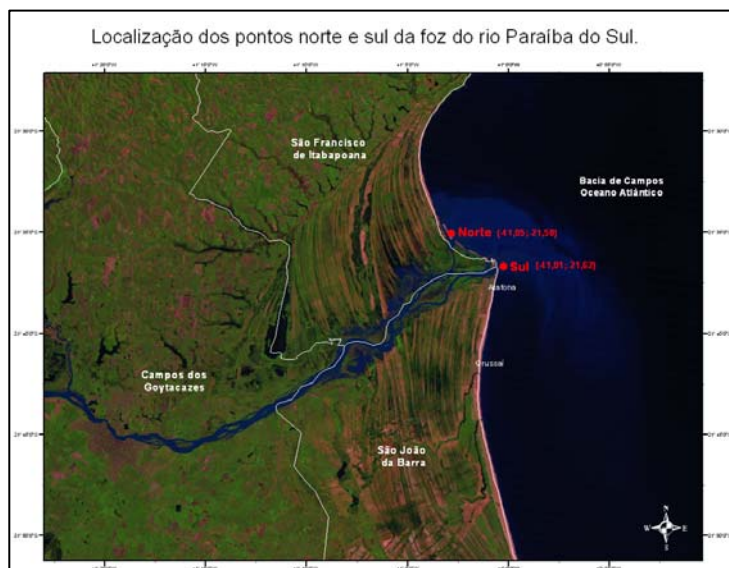 Localização dos pontos norte e sul da foz do rio Paraíba do Sul.
São Francisco
de Itabapoana
Bacia de Campos
Oceano Atlântico
Norte (-41,05; -21,59)
Sul (-41,01; -21,62)
Atafona
Grussaí
Campos dos
Goytacazes
São João
da Barra
N
W E
S